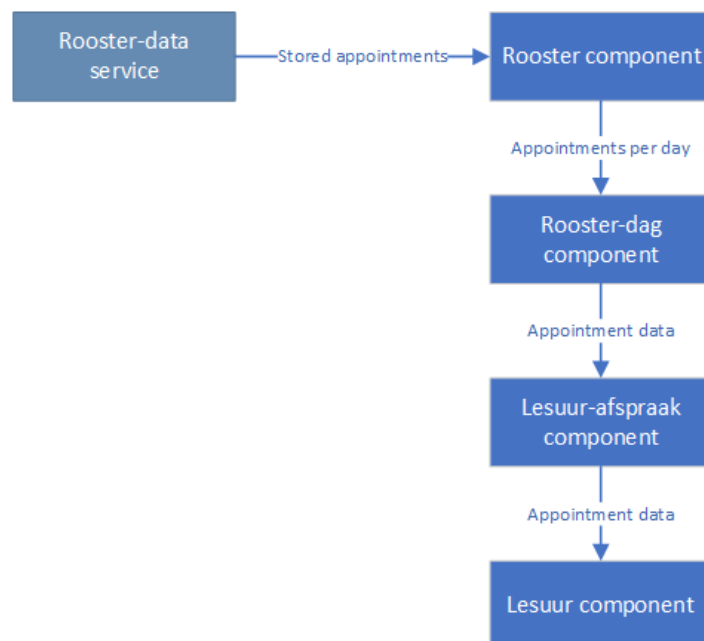 Rooster-data
service
Stored appointments
Rooster component
Appointments per day
Rooster-dag
component
Appointment data
Lesuur-afspraak
component
Appointment data
Lesuur component